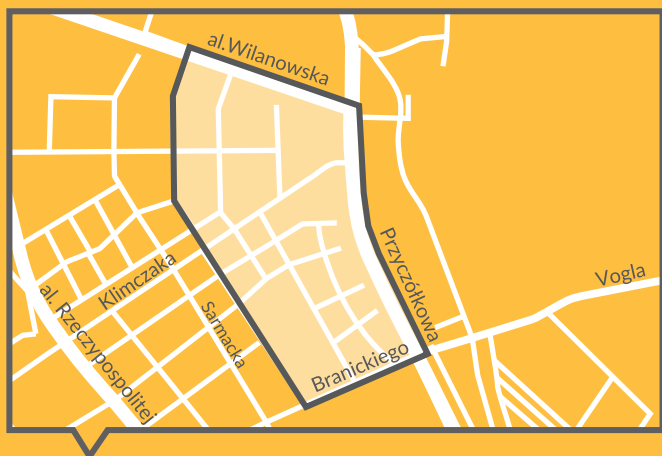 al.Wilanowska
Przyczółkowa
Vogla
Klimczaka
al. Rzeczypospolitej
Sarmacka
Branickiego